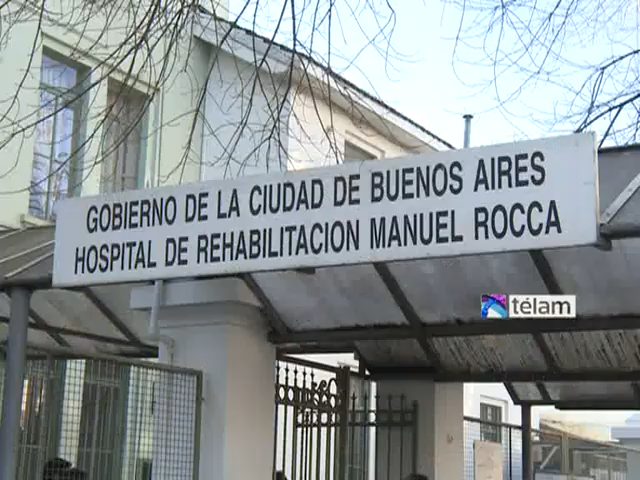 GOBIERNO DE LA CIUDAD DE BUENOS AIRES
HOSPITAL DE REHABILITACION MANUEL ROCCA
télam